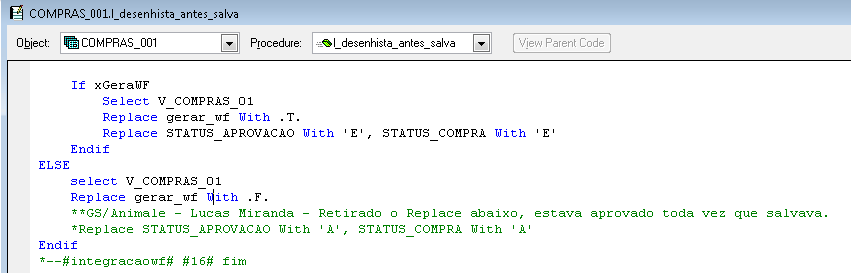 COMPRAS_001.l_desenhista_antes_salva
Object: COMPRAS_001 Procedure: l_desenhista_antes_salva View Parent Code
If xGeraWF
Select V_COMPRAS_01
Replace gerar_wf With .T.
Replace STATUS_APROVACAO With 'E', STATUS_COMPRA With 'E'
Endif
ELSE
select V_COMPRAS_01
Replace gerar_wf With .F.
**GS/Animale - Lucas Miranda - Retirado o Replace abaixo, estava aprovado toda vez que salvava.
*Replace STATUS_APROVACAO With 'A', STATUS_COMPRA With 'A'
Endif
*--#integracaowf# #16# fim